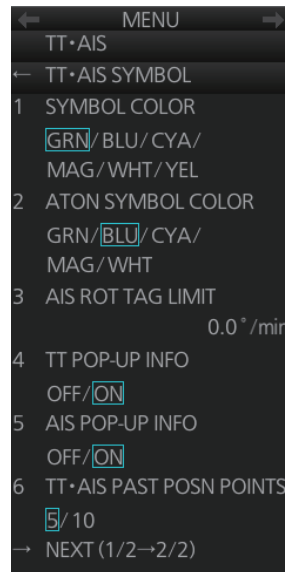 ← MENU →
TT•AIS
← TT•AIS SYMBOL
1 SYMBOL COLOR
GRN/BLU/CYA/
MAG/WHT/YEL
2 ATON SYMBOL COLOR
GRN/BLU/CYA/
MAG/WHT
3 AIS ROT TAG LIMIT
0.0°/min
4 TT POP-UP INFO
OFF/ON
5 AIS POP-UP INFO
OFF/ON
6 TT•AIS PAST POSN POINTS
5/10
→ NEXT (1/2→2/2)